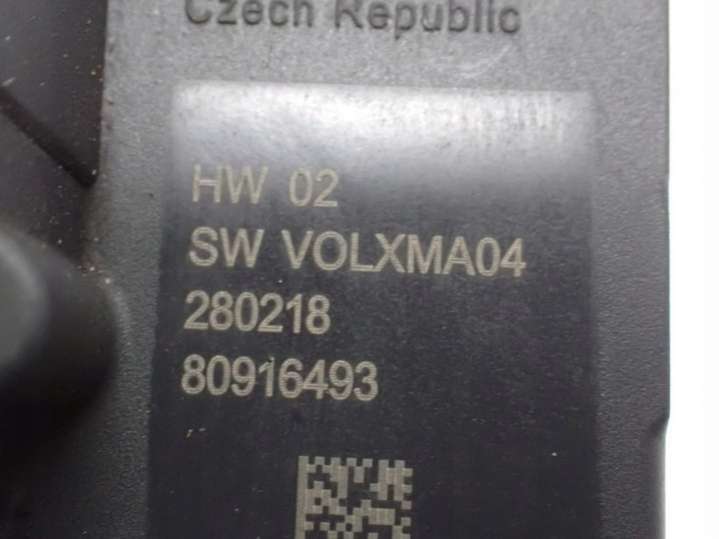 Czech Republic
HW 02
SW VOLXMA04
280218
80916493